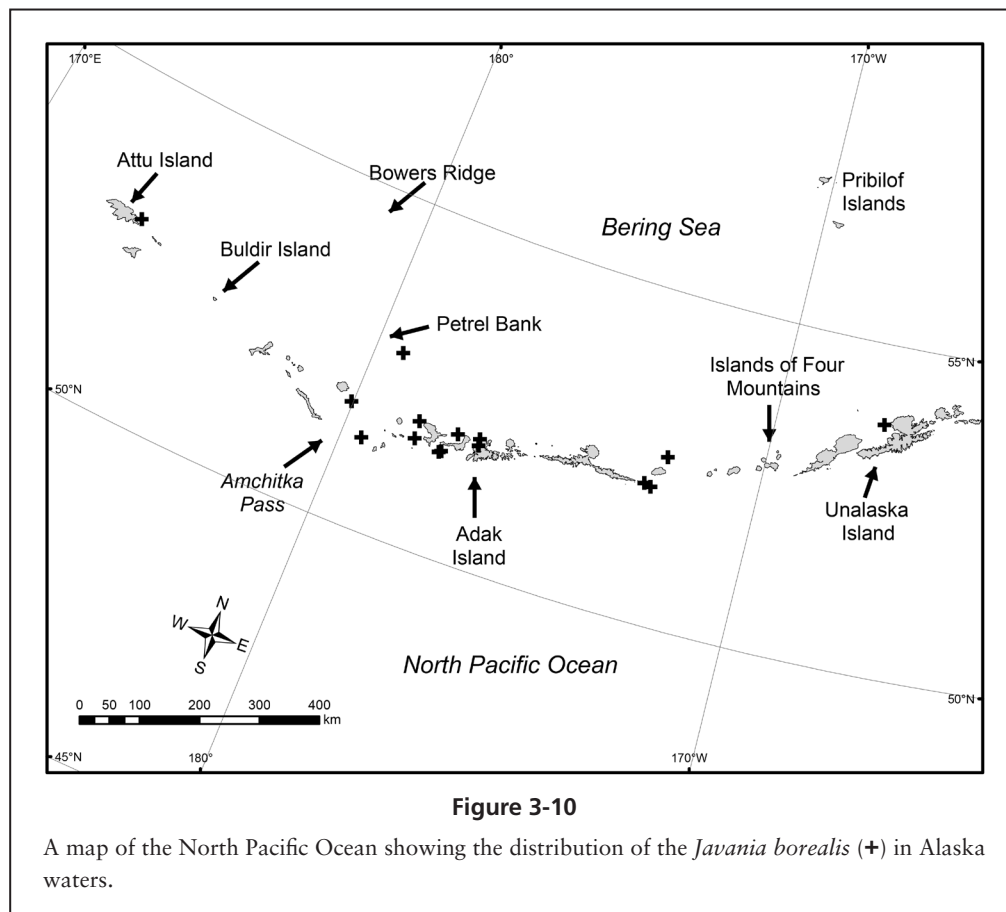 170°E
180°
170°W
Attu Island
Bowers Ridge
Pribilof
Islands
Bering Sea
Buldir Island
Petrel Bank
55°N
Islands of Four
Mountains
50°N
Amchitka
Pass
Adak
Island
Unalaska
Island
N
W
E
S
North Pacific Ocean
50°N
0 50 100 200 300 400
km
45°N
180°
170°W
Figure 3-10
A map of the North Pacific Ocean showing the distribution of the Javania borealis (+) in Alaska
waters.